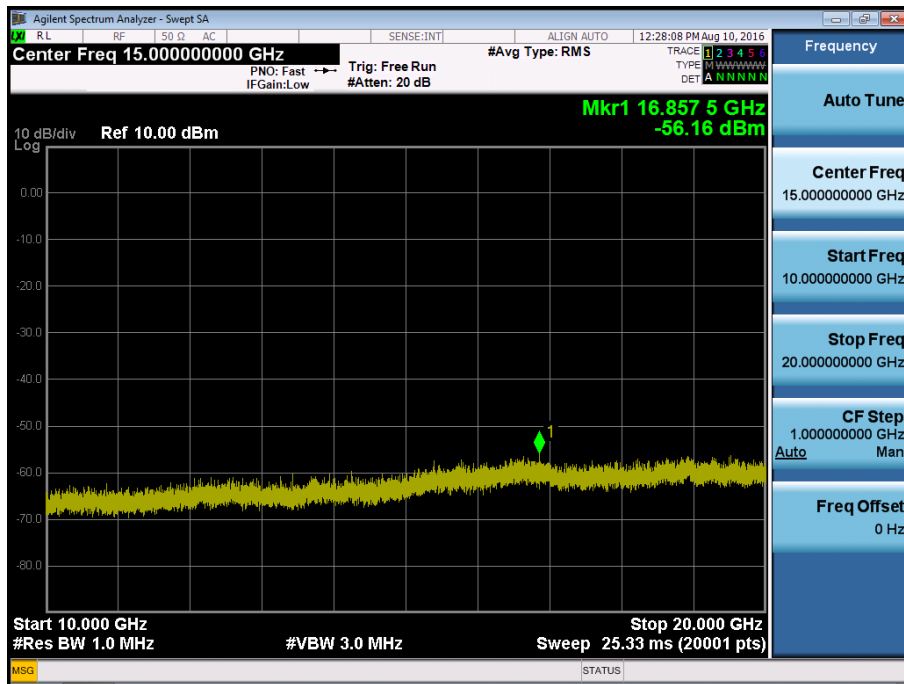 Agilent Spectrum Analyzer - Swept SA
LXI RL RF 50 Ω AC SENSE:INT ALIGN AUTO 12:28:08 PM Aug 10, 2016
Center Freq 15.000000000 GHz
#Avg Type: RMS
TRACE 1 2 3 4 5 6
PNO: Fast
Trig: Free Run
TYPE M W W W W W
IFGain:Low
#Atten: 20 dB
DET A N N N N N
Mkr1 16.857 5 GHz
-56.16 dBm
10 dB/div Ref 10.00 dBm
Log
0.00
-10.0
-20.0
-30.0
-40.0
-50.0
-60.0
-70.0
-80.0
1
Start 10.000 GHz
Stop 20.000 GHz
#Res BW 1.0 MHz
#VBW 3.0 MHz
Sweep 25.33 ms (20001 pts)
MSG
STATUS
Frequency
Auto Tune
Center Freq
15.000000000 GHz
Start Freq
10.000000000 GHz
Stop Freq
20.000000000 GHz
CF Step
1.000000000 GHz
Auto Man
Freq Offset
0 Hz